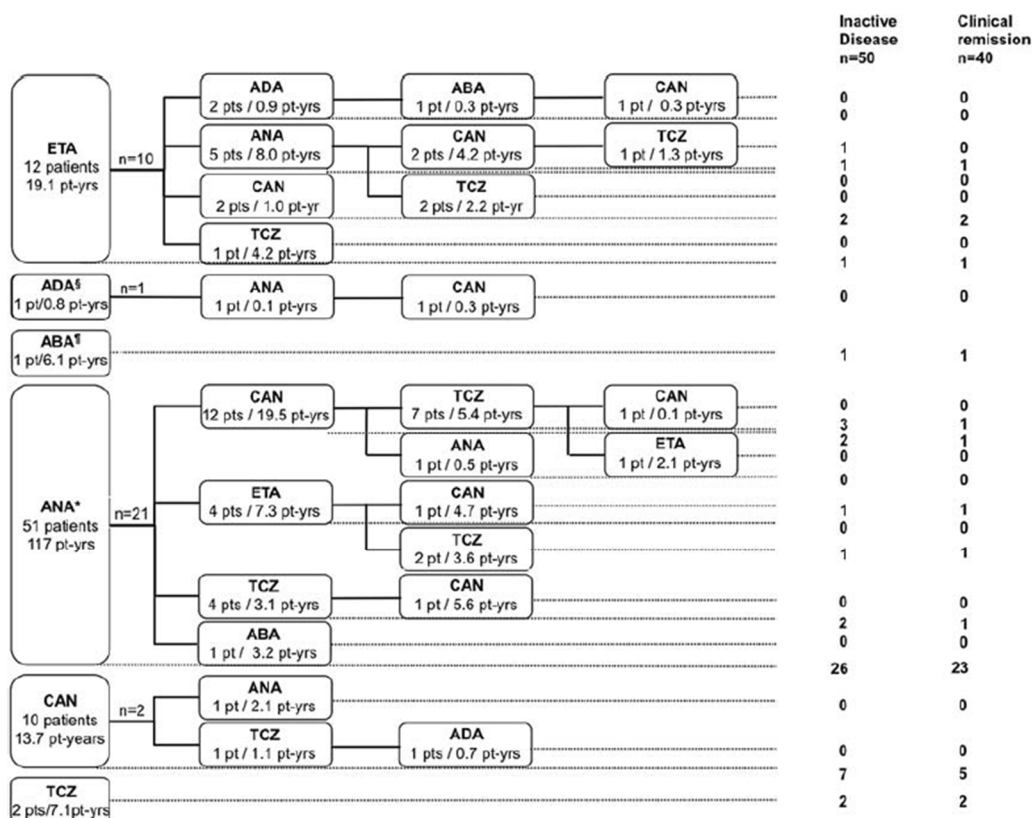 Inactive
Disease
n=50
Clinical
remission
n=40
ETA
12 patients
19.1 pt-yrs
n=10
ADA
2 pts / 0.9 pt-yrs
ABA
1 pt / 0.3 pt-yrs
CAN
1 pt / 0.3 pt-yrs
0 0
0 0
ANA
5 pts / 8.0 pt-yrs
CAN
2 pts / 4.2 pt-yrs
TCZ
1 pt / 1.3 pt-yrs
1 0
1 1
0 0
CAN
2 pts / 1.0 pt-yr
TCZ
2 pts / 2.2 pt-yr
0 0
2 2
TCZ
1 pt / 4.2 pt-yrs
0 0
1 1
ADA§
1 pt/0.8 pt-yrs
n=1
ANA
1 pt / 0.1 pt-yrs
CAN
1 pt / 0.3 pt-yrs
0 0
ABA¶
1 pt/6.1 pt-yrs
1 1
ANA*
51 patients
117 pt-yrs
n=21
CAN
12 pts / 19.5 pt-yrs
TCZ
7 pts / 5.4 pt-yrs
CAN
1 pt / 0.1 pt-yrs
0 0
3 1
2 1
ANA
1 pt / 0.5 pt-yrs
ETA
1 pt / 2.1 pt-yrs
0 0
0 0
ETA
4 pts / 7.3 pt-yrs
CAN
1 pt / 4.7 pt-yrs
1 1
0 0
TCZ
2 pt / 3.6 pt-yrs
1 1
TCZ
4 pts / 3.1 pt-yrs
CAN
1 pt / 5.6 pt-yrs
0 0
2 1
ABA
1 pt / 3.2 pt-yrs
0 0
26 23
CAN
10 patients
13.7 pt-years
n=2
ANA
1 pt / 2.1 pt-yrs
0 0
TCZ
1 pt / 1.1 pt-yrs
ADA
1 pts / 0.7 pt-yrs
0 0
7 5
TCZ
2 pts/7.1pt-yrs
2 2